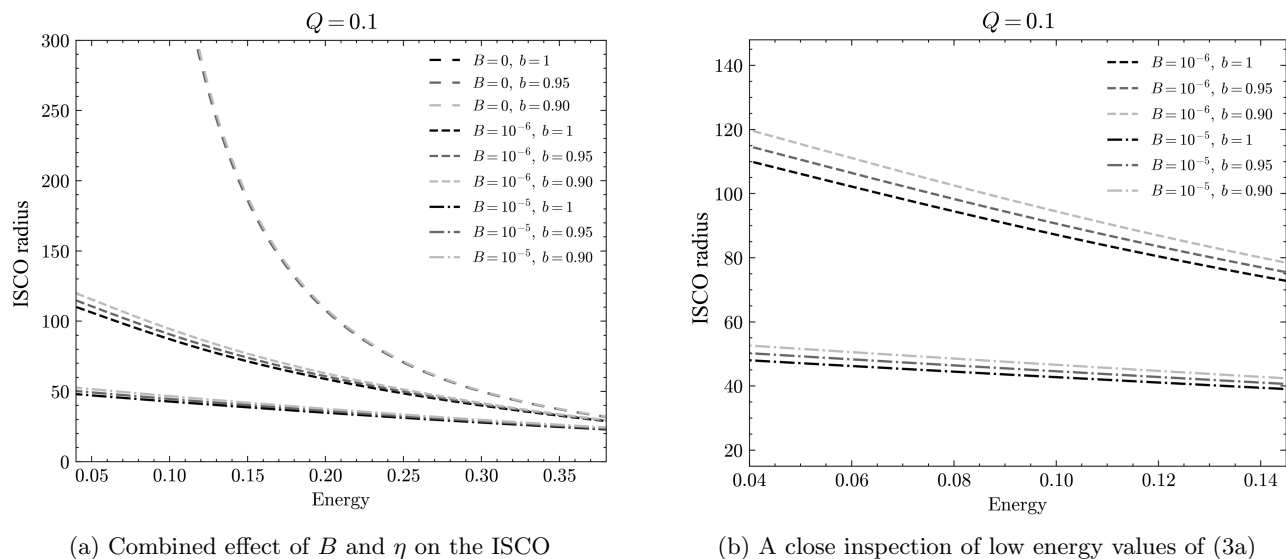 Q = 0.1
300
250
200
150
100
50
0
ISCO radius
0.05 0.10 0.15 0.20 0.25 0.30 0.35
Energy
B = 0, b = 1
B = 0, b = 0.95
B = 0, b = 0.90
B = 10⁻⁶, b = 1
B = 10⁻⁶, b = 0.95
B = 10⁻⁶, b = 0.90
B = 10⁻⁵, b = 1
B = 10⁻⁵, b = 0.95
B = 10⁻⁵, b = 0.90
(a) Combined effect of B and η on the ISCO
Q = 0.1
140
120
100
80
60
40
20
ISCO radius
0.04 0.06 0.08 0.10 0.12 0.14
Energy
B = 10⁻⁶, b = 1
B = 10⁻⁶, b = 0.95
B = 10⁻⁶, b = 0.90
B = 10⁻⁵, b = 1
B = 10⁻⁵, b = 0.95
B = 10⁻⁵, b = 0.90
(b) A close inspection of low energy values of (3a)